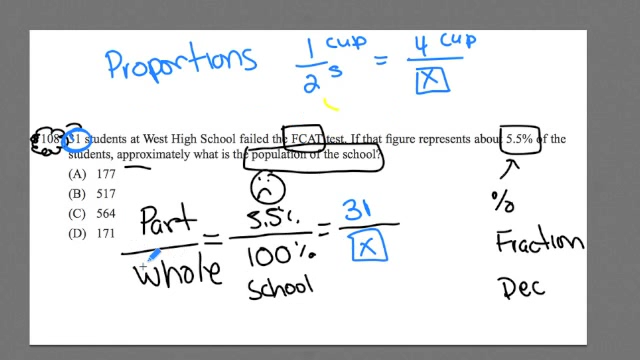 Proportions 1 cup / 2 s = 4 cup / x
108. 31 students at West High School failed the FCAT test. If that figure represents about 5.5% of the
students, approximately what is the population of the school?
(A) 177
(B) 517
(C) 564
(D) 171
Part / whole = 5.5% / 100% = 31 / x
school
%
Fraction
Dec